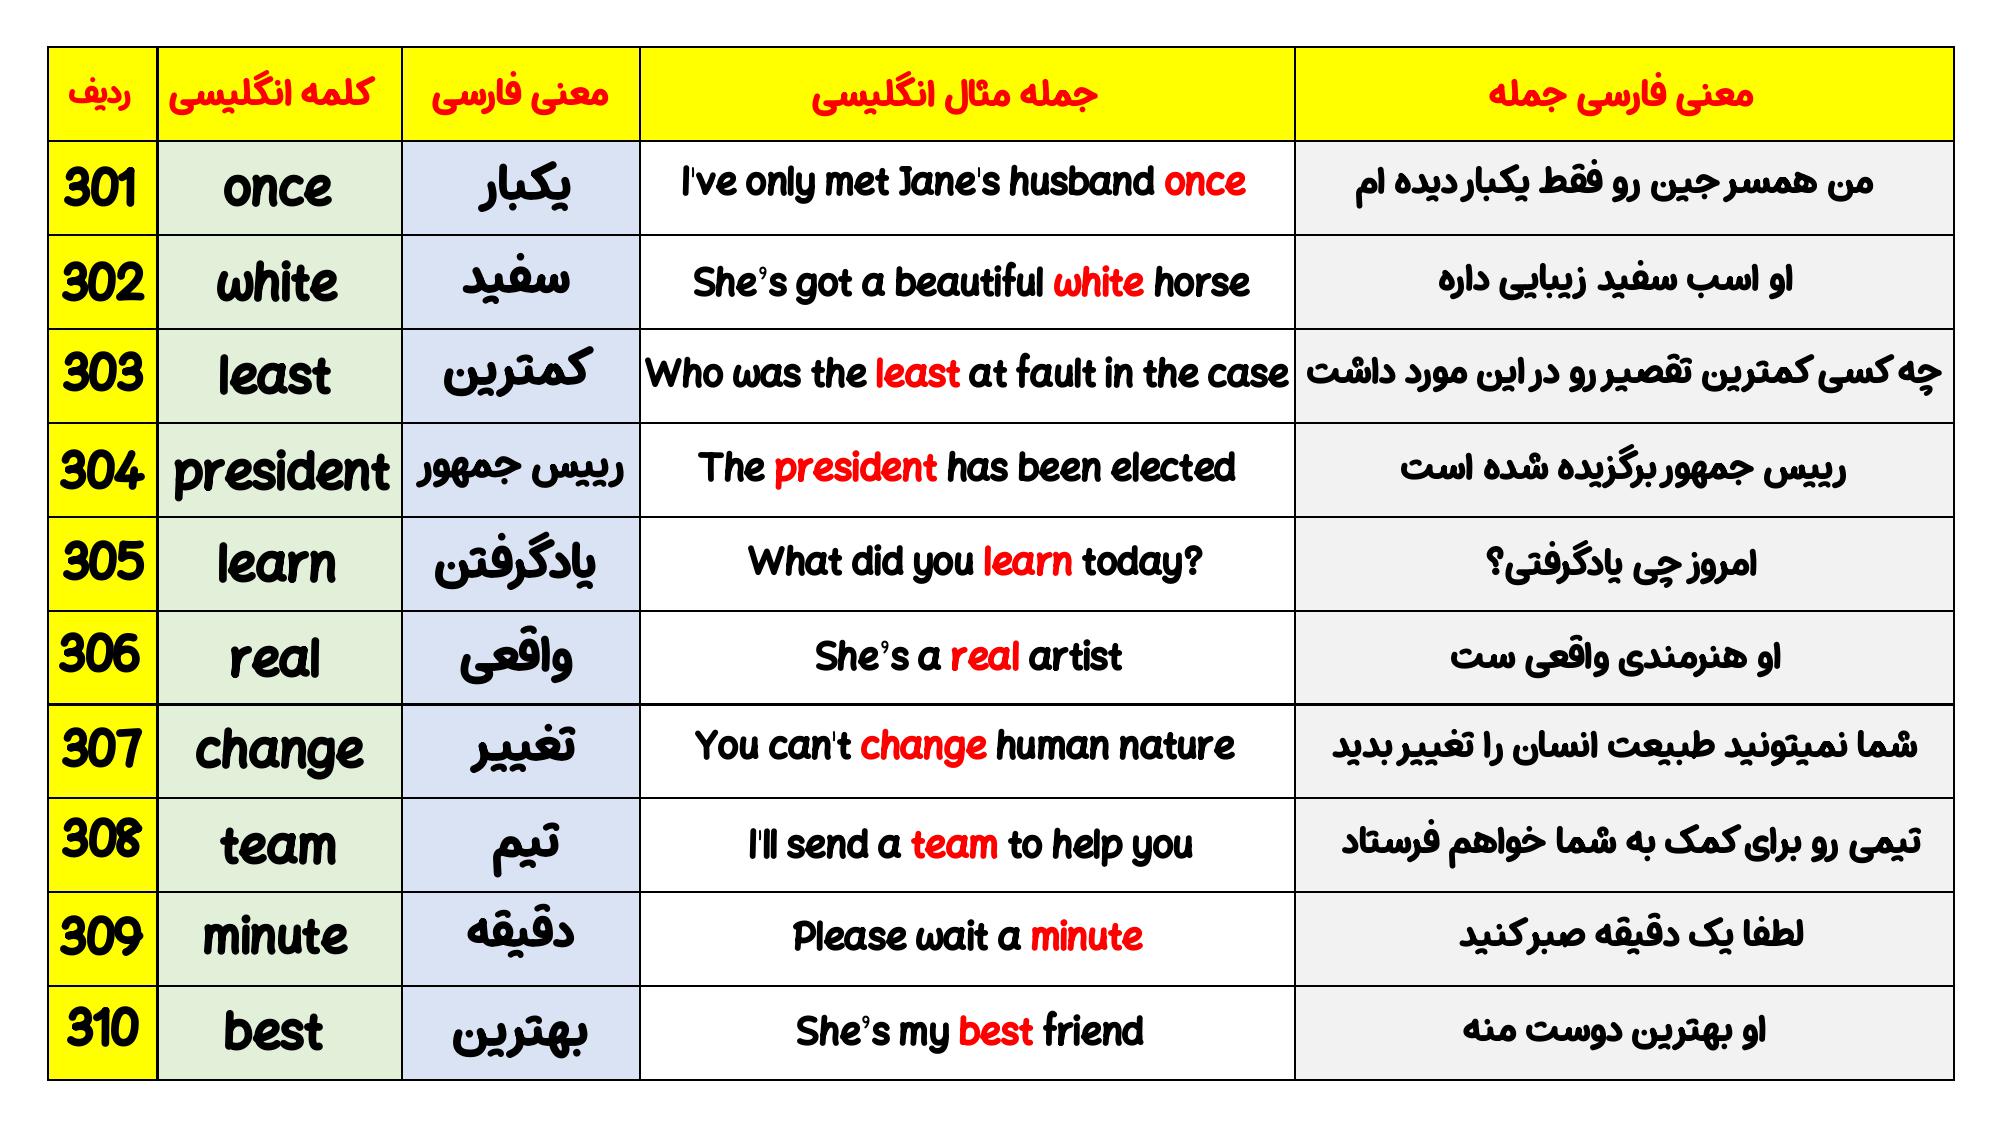 ردیف کلمه انگلیسی معنی فارسی جمله مثال انگلیسی معنی فارسی جمله
301 once یکبار I've only met Jane's husband once من همسر جین رو فقط یکبار دیده ام
302 white سفید She's got a beautiful white horse او اسب سفید زیبایی داره
303 least کمترین Who was the least at fault in the case چه کسی کمترین تقصیر رو در این مورد داشت
304 president رییس جمهور The president has been elected رییس جمهور برگزیده شده است
305 learn یادگرفتن What did you learn today? امروز چی یادگرفتی؟
306 real واقعی She's a real artist او هنرمندی واقعی ست
307 change تغییر You can't change human nature شما نمیتونید طبیعت انسان را تغییر بدید
308 team تیم I'll send a team to help you تیمی رو برای کمک به شما خواهم فرستاد
309 minute دقیقه Please wait a minute لطفا یک دقیقه صبر کنید
310 best بهترین She's my best friend او بهترین دوست منه